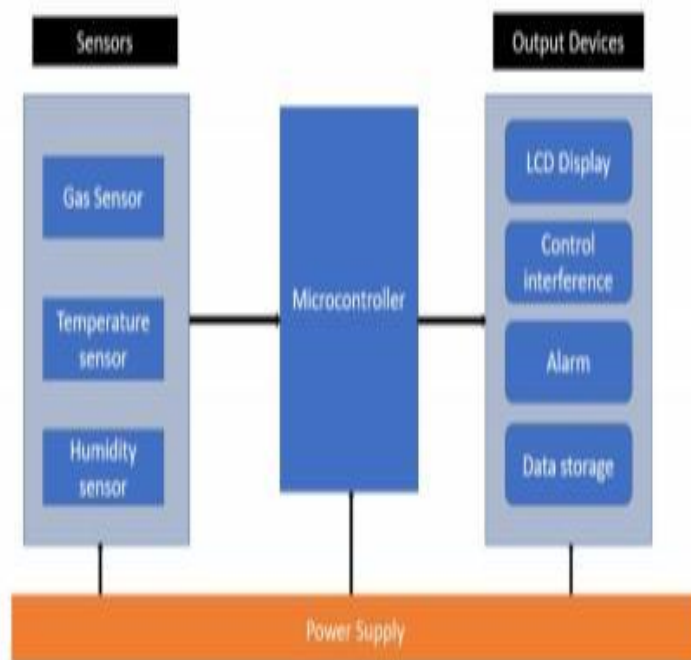 Sensors
Output Devices
Gas Sensor
Temperature
sensor
Humidity
sensor
Microcontroller
LCD Display
Control
interference
Alarm
Data storage
Power Supply